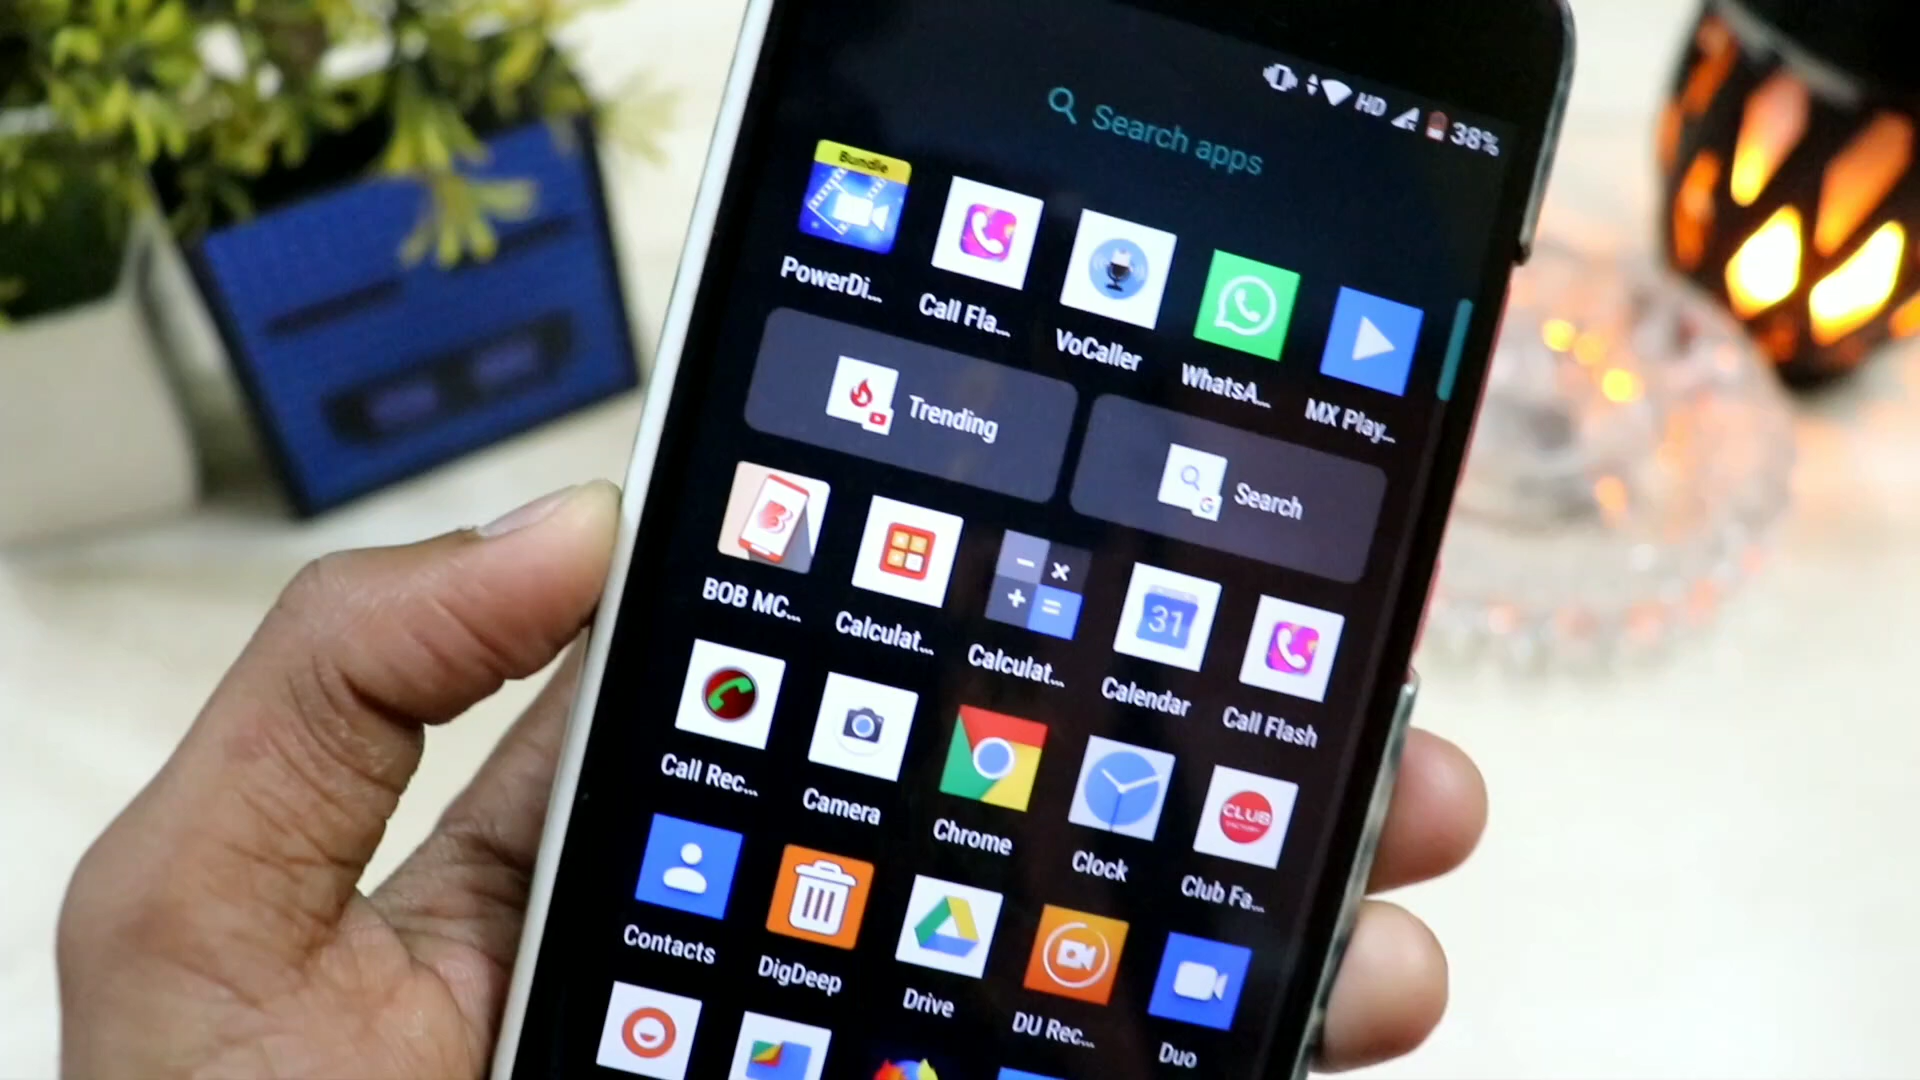 HD 38%
Search apps
Bundle
PowerDi...
Call Fla...
VoCaller
WhatsA...
MX Play...
Trending
Search
G
BOB MC...
Calculat...
Calculat...
31
Calendar
Call Flash
Call Rec...
Camera
Chrome
Clock
CLUB
FACTORY
Club Fa...
Contacts
DigDeep
Drive
DU Rec...
Duo